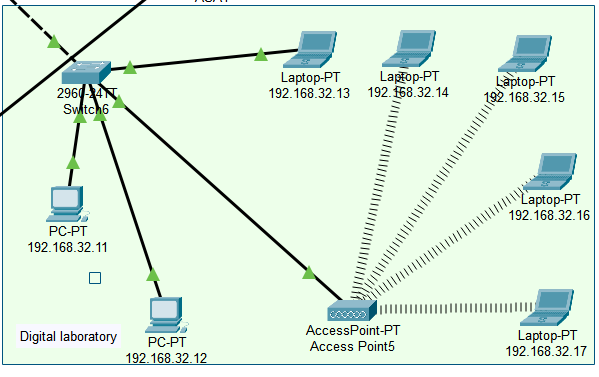 Laptop-PT
192.168.32.13
Laptop-PT
192.168.32.14
Laptop-PT
192.168.32.15
2960-24TT
Switch6
Laptop-PT
192.168.32.16
PC-PT
192.168.32.11
Laptop-PT
192.168.32.17
AccessPoint-PT
Access Point5
Digital laboratory
PC-PT
192.168.32.12